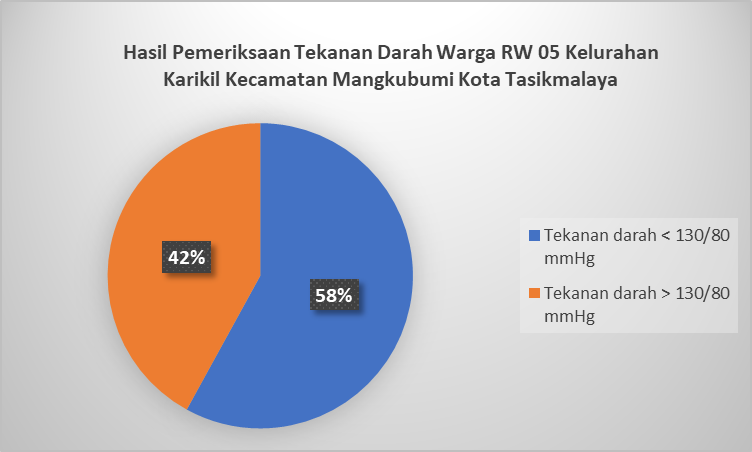 Hasil Pemeriksaan Tekanan Darah Warga RW 05 Kelurahan
Karikil Kecamatan Mangkubumi Kota Tasikmalaya
42%
58%
Tekanan darah < 130/80
mmHg
Tekanan darah > 130/80
mmHg